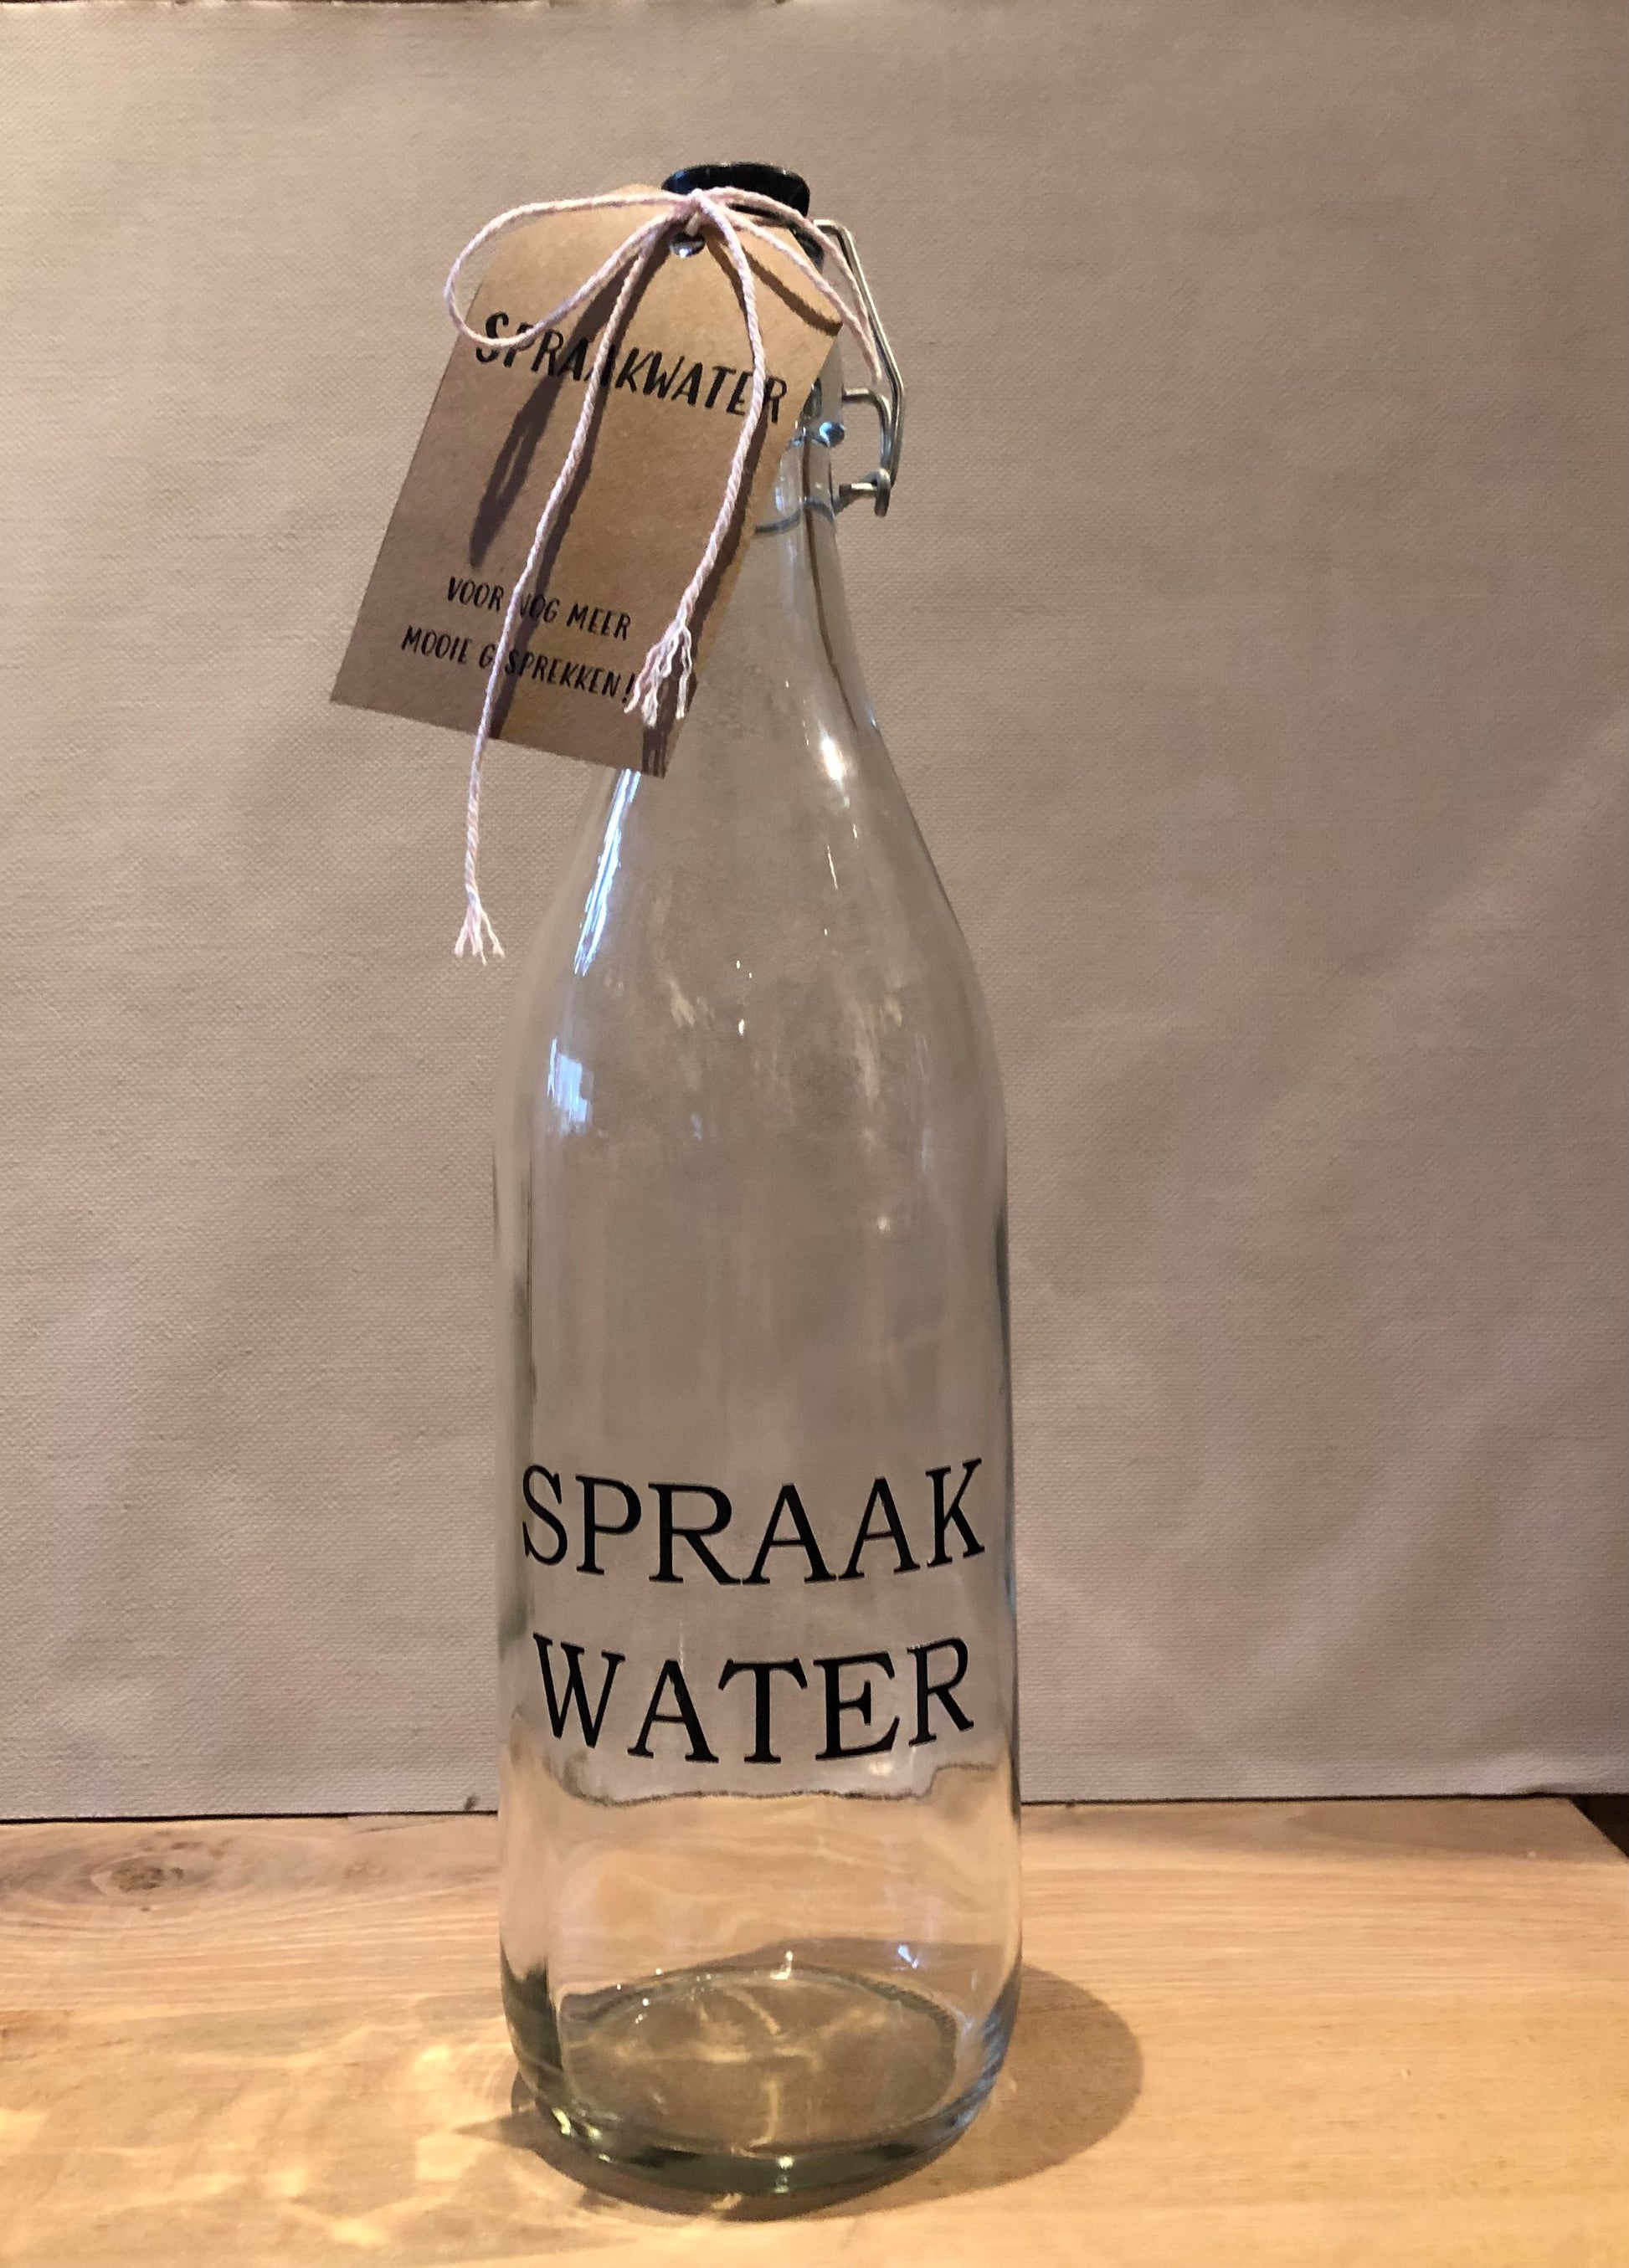 SPRAAKWATER
VOOR NOG MEER
MOOIE GESPREKKEN!
SPRAAK
WATER